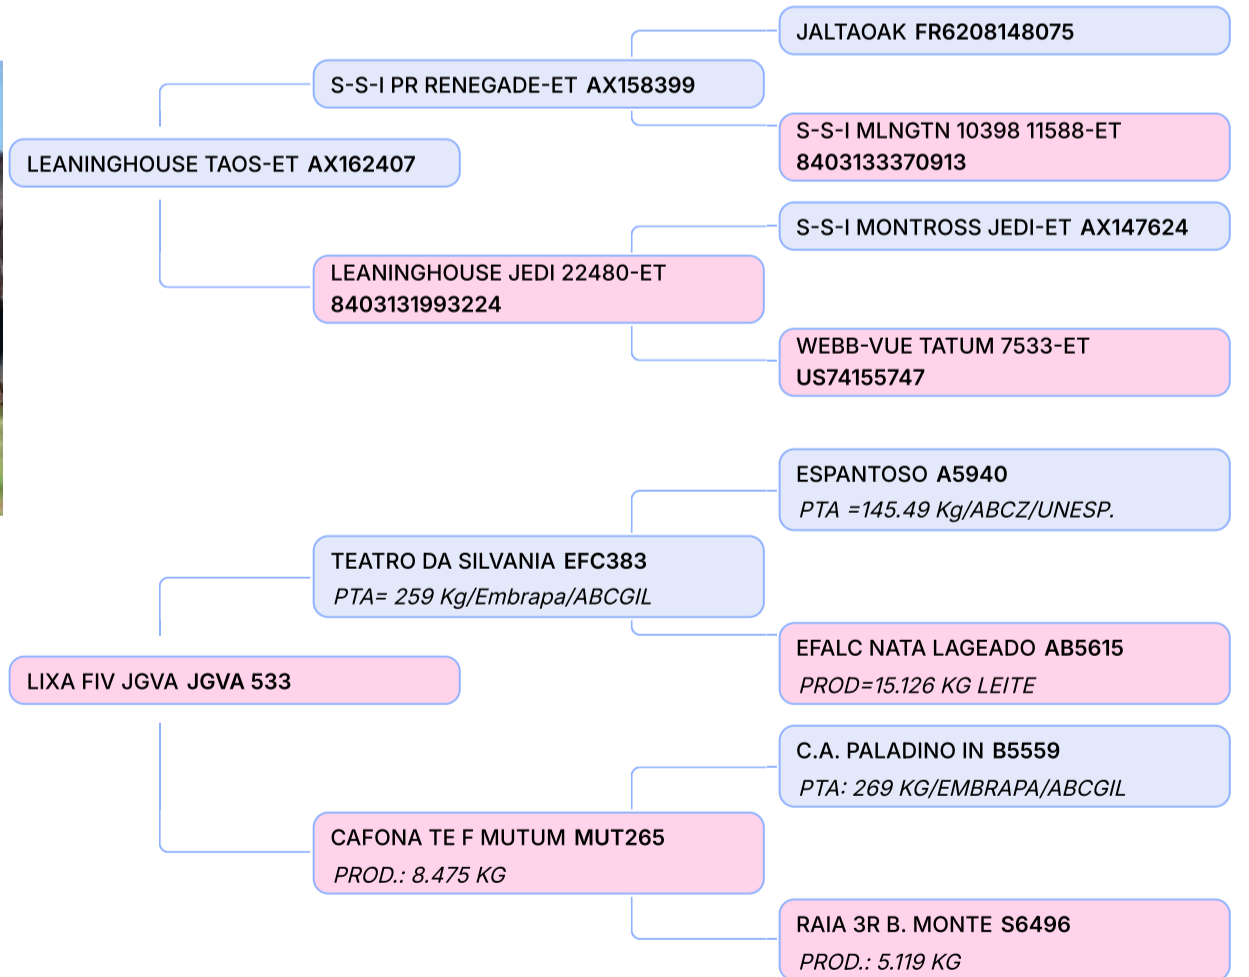 JALTAOAK FR6208148075
S-S-I PR RENEGADE-ET AX158399
S-S-I MLNGTN 10398 11588-ET
8403133370913
LEANINGHOUSE TAOS-ET AX162407
S-S-I MONTROSS JEDI-ET AX147624
LEANINGHOUSE JEDI 22480-ET
8403131993224
WEBB-VUE TATUM 7533-ET
US74155747
ESPANTOSO A5940
PTA =145.49 Kg/ABCZ/UNESP.
TEATRO DA SILVANIA EFC383
PTA= 259 Kg/Embrapa/ABCGIL
EFALC NATA LAGEADO AB5615
PROD=15.126 KG LEITE
LIXA FIV JGVA JGVA 533
C.A. PALADINO IN B5559
PTA: 269 KG/EMBRAPA/ABCGIL
CAFONA TE F MUTUM MUT265
PROD.: 8.475 KG
RAIA 3R B. MONTE S6496
PROD.: 5.119 KG